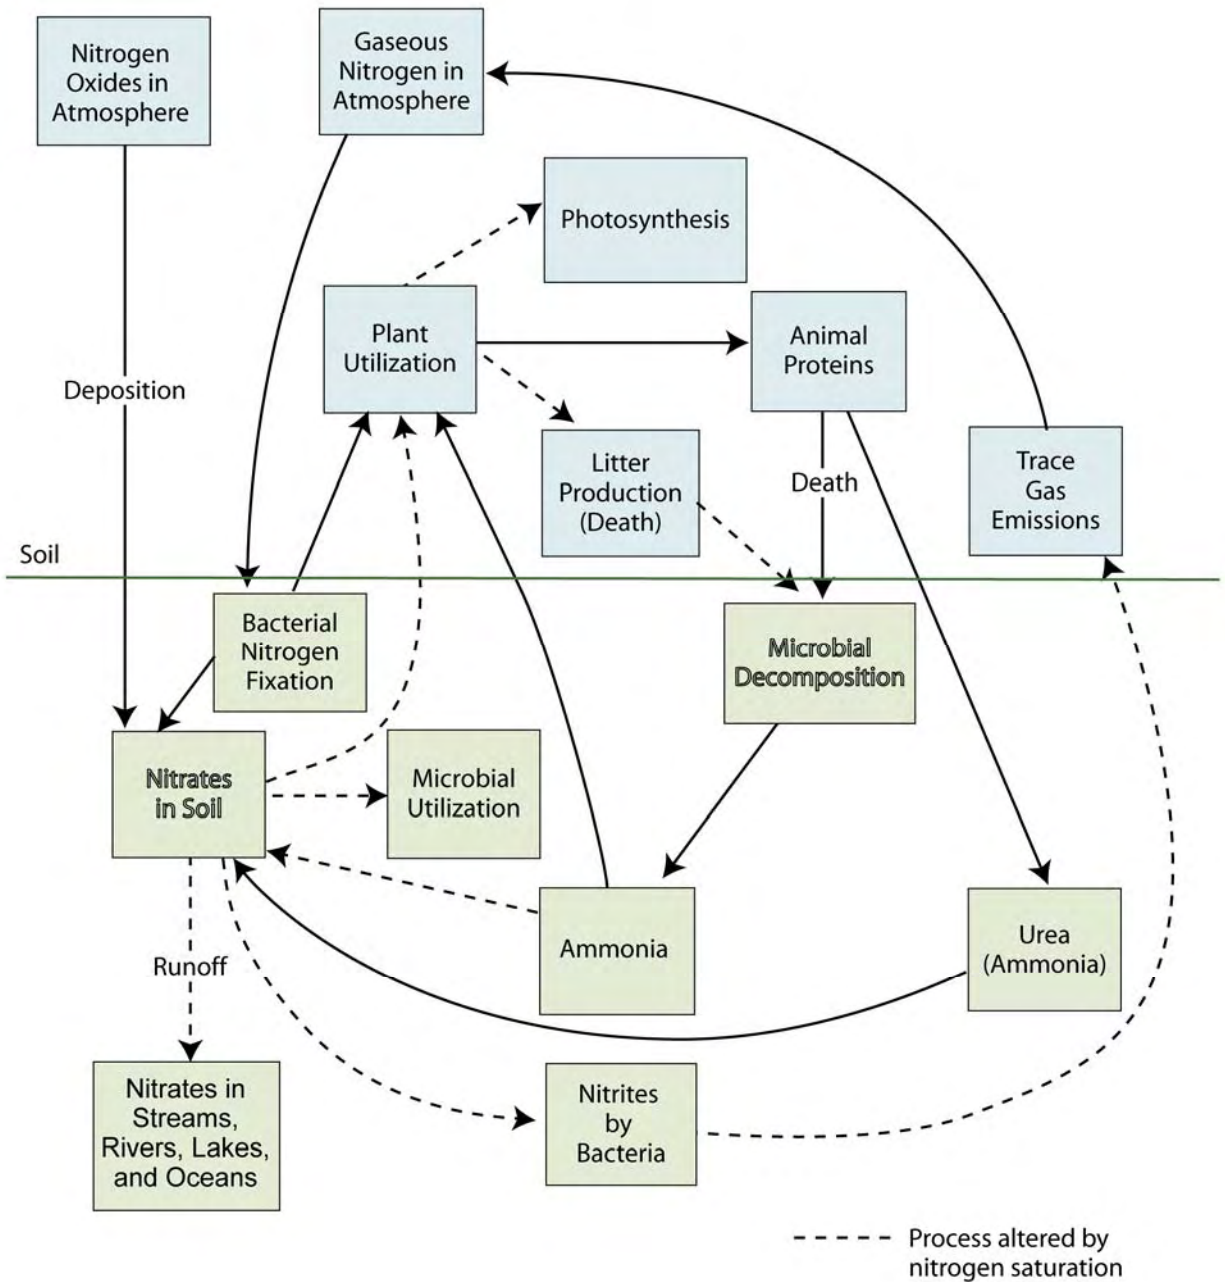 Nitrogen
Oxides in
Atmosphere
Gaseous
Nitrogen in
Atmosphere
Photosynthesis
Plant
Utilization
Animal
Proteins
Deposition
Litter
Production
(Death)
Death
Trace
Gas
Emissions
Soil
Bacterial
Nitrogen
Fixation
Microbial
Decomposition
Nitrates
in Soil
Microbial
Utilization
Ammonia
Urea
(Ammonia)
Runoff
Nitrates in
Streams,
Rivers, Lakes,
and Oceans
Nitrites
by
Bacteria
Process altered by
nitrogen saturation